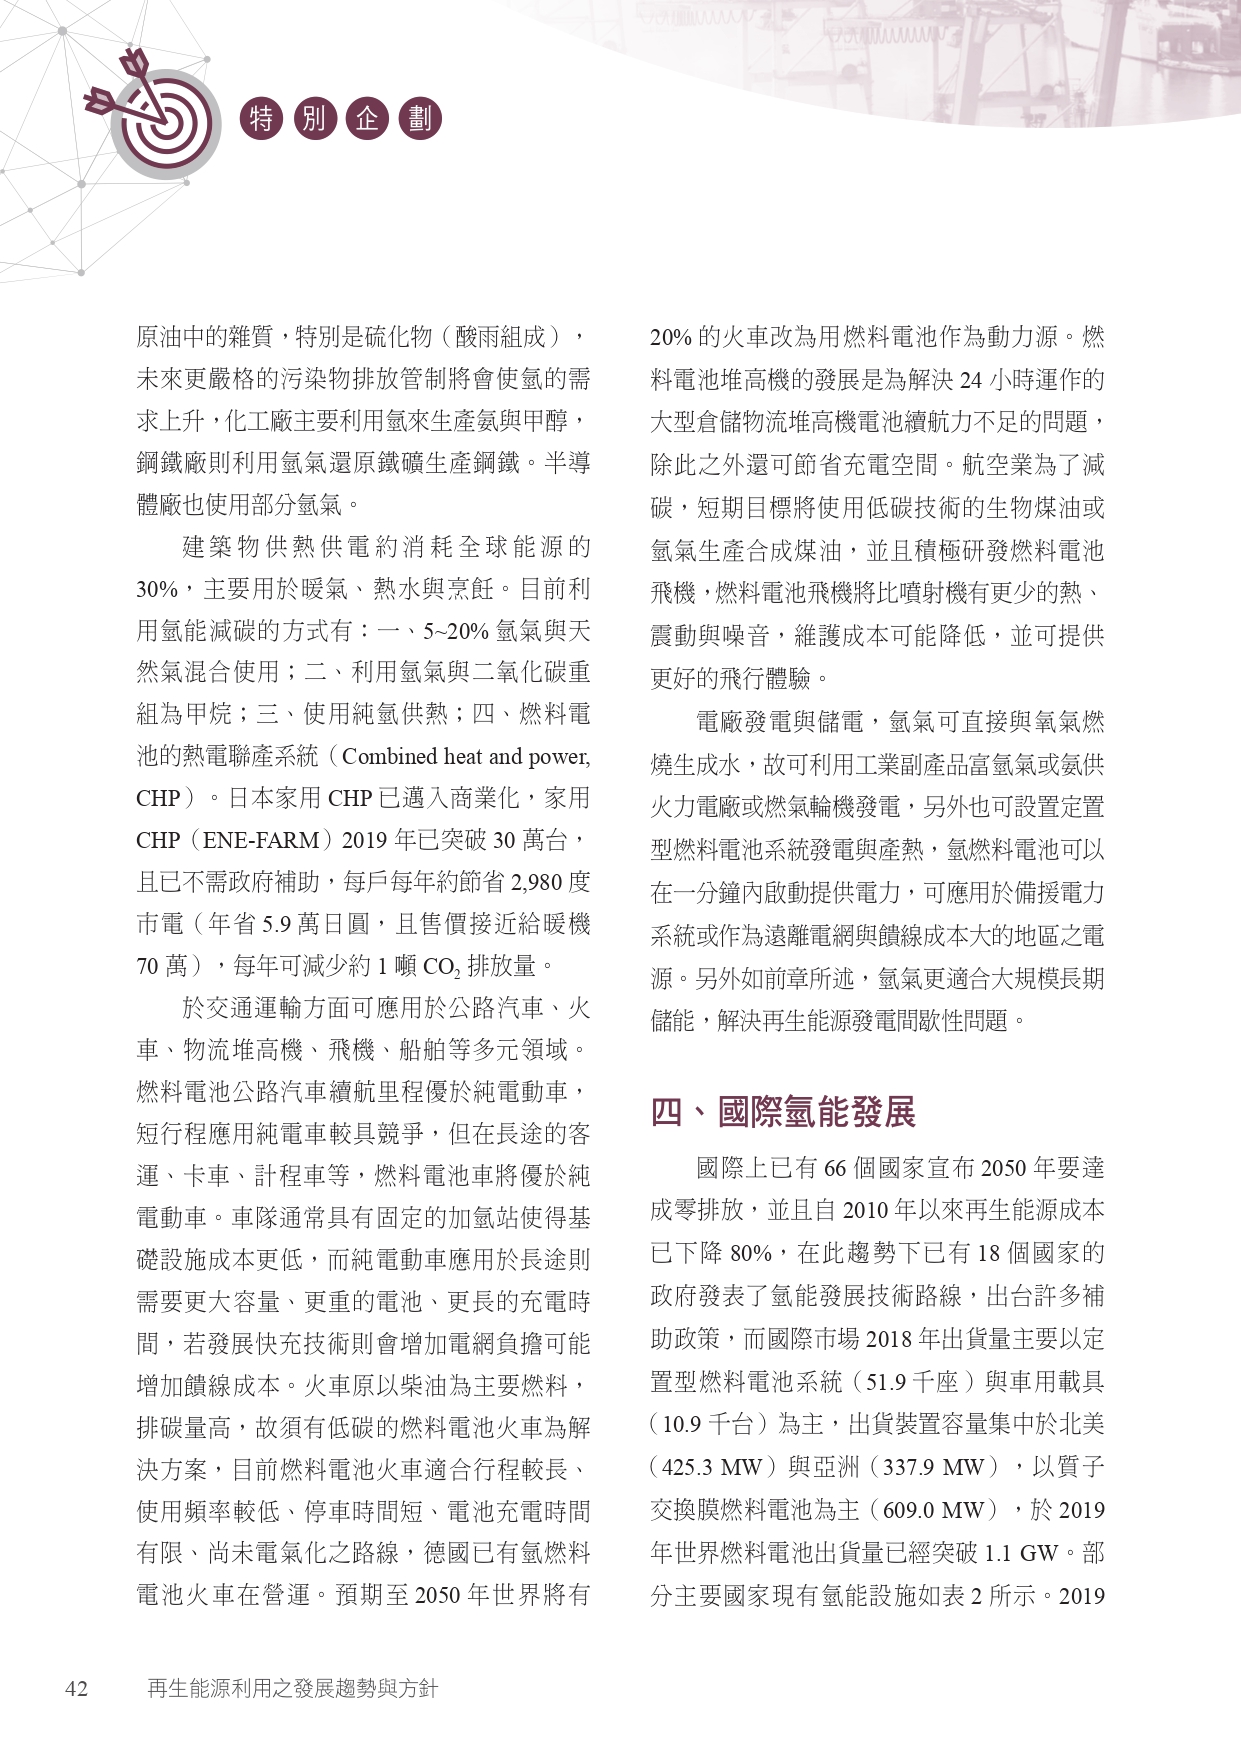 特別企劃
原油中的雜質，特別是硫化物（酸雨組成），
未來更嚴格的污染物排放管制將會使氫的需
求上升，化工廠主要利用氫來生產氨與甲醇，
鋼鐵廠則利用氫氣還原鐵礦生產鋼鐵。半導
體廠也使用部分氫氣。
建築物供熱供電約消耗全球能源的
30%，主要用於暖氣、熱水與烹飪。目前利
用氫能減碳的方式有：一、5~20% 氫氣與天
然氣混合使用；二、利用氫氣與二氧化碳重
組為甲烷；三、使用純氫供熱；四、燃料電
池的熱電聯產系統（Combined heat and power,
CHP）。日本家用 CHP 已邁入商業化，家用
CHP（ENE-FARM）2019 年已突破 30 萬台，
且已不需政府補助，每戶每年約節省 2,980 度
市電（年省 5.9 萬日圓，且售價接近給暖機
70 萬），每年可減少約 1 噸 CO₂ 排放量。
於交通運輸方面可應用於公路汽車、火
車、物流堆高機、飛機、船舶等多元領域。
燃料電池公路汽車續航里程優於純電動車，
短行程應用純電車較具競爭，但在長途的客
運、卡車、計程車等，燃料電池車將優於純
電動車。車隊通常具有固定的加氫站使得基
礎設施成本更低，而純電動車應用於長途則
需要更大容量、更重的電池、更長的充電時
間，若發展快充技術則會增加電網負擔可能
增加饋線成本。火車原以柴油為主要燃料，
排碳量高，故須有低碳的燃料電池火車為解
決方案，目前燃料電池火車適合行程較長、
使用頻率較低、停車時間短、電池充電時間
有限、尚未電氣化之路線，德國已有氫燃料
電池火車在營運。預期至 2050 年世界將有
20% 的火車改為用燃料電池作為動力源。燃
料電池堆高機的發展是為解決 24 小時運作的
大型倉儲物流堆高機電池續航力不足的問題，
除此之外還可節省充電空間。航空業為了減
碳，短期目標將使用低碳技術的生物煤油或
氫氣生產合成煤油，並且積極研發燃料電池
飛機，燃料電池飛機將比噴射機有更少的熱、
震動與噪音，維護成本可能降低，並可提供
更好的飛行體驗。
電廠發電與儲電，氫氣可直接與氧氣燃
燒生成水，故可利用工業副產品富氫氣或氨供
火力電廠或燃氣輪機發電，另外也可設置定置
型燃料電池系統發電與產熱，氫燃料電池可以
在一分鐘內啟動提供電力，可應用於備援電力
系統或作為遠離電網與饋線成本大的地區之電
源。另外如前章所述，氫氣更適合大規模長期
儲能，解決再生能源發電間歇性問題。
四、國際氫能發展
國際上已有 66 個國家宣布 2050 年要達
成零排放，並且自 2010 年以來再生能源成本
已下降 80%，在此趨勢下已有 18 個國家的
政府發表了氫能發展技術路線，出台許多補
助政策，而國際市場 2018 年出貨量主要以定
置型燃料電池系統（51.9 千座）與車用載具
（10.9 千台）為主，出貨裝置容量集中於北美
（425.3 MW）與亞洲（337.9 MW），以質子
交換膜燃料電池為主（609.0 MW），於 2019
年世界燃料電池出貨量已經突破 1.1 GW。部
分主要國家現有氫能設施如表 2 所示。2019
42 再生能源利用之發展趨勢與方針